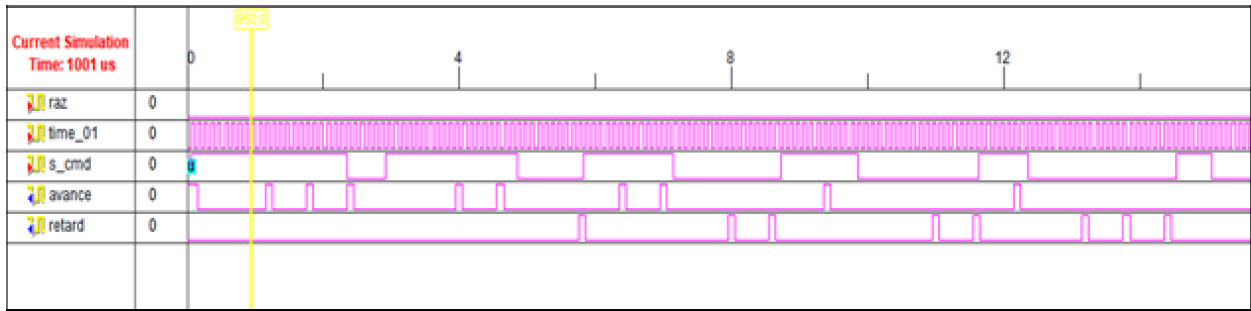 950.0
Current Simulation
Time: 1001 us
0 4 8 12
raz 0
time_01 0
s_cmd 0 U
avance 0
retard 0